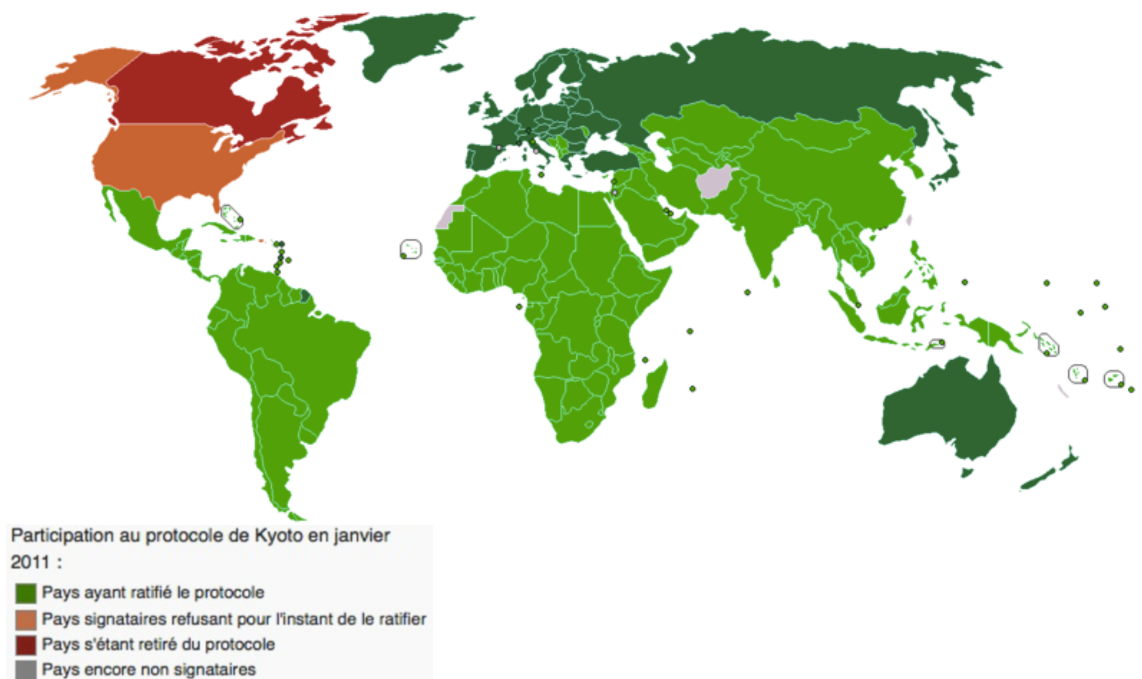 Participation au protocole de Kyoto en janvier
2011 :
Pays ayant ratifié le protocole
Pays signataires refusant pour l'instant de le ratifier
Pays s'étant retiré du protocole
Pays encore non signataires